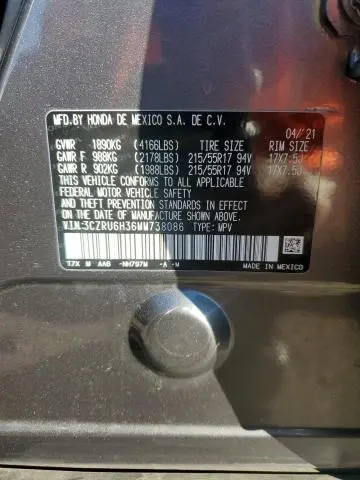 MFD.BY HONDA DE MEXICO S.A. DE C.V.
04/'21
GVWR 1890KG (4166LBS) TIRE SIZE RIM SIZE
GAWR F 988KG (2178LBS) 215/55R17 94V 17X7.5J
GAWR R 902KG (1988LBS) 215/55R17 94V 17X7.5J
THIS VEHICLE CONFORMS TO ALL APPLICABLE
FEDERAL MOTOR VEHICLE SAFETY
STANDARDS IN EFFECT ON THE DATE OF
MANUFACTURE SHOWN ABOVE.
VIN:3CZRU6H36MM738086 TYPE: MPV
T7X M AAG -NH797M -A -M
MADE IN MEXICO